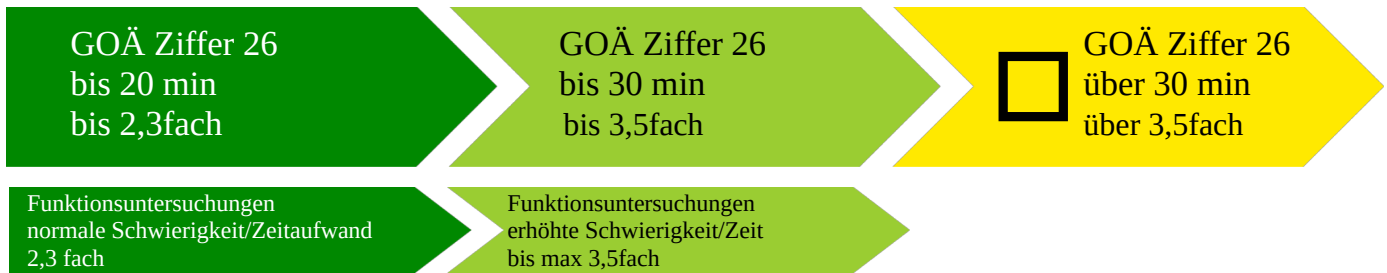 GOÄ Ziffer 26
bis 20 min
bis 2,3fach
GOÄ Ziffer 26
bis 30 min
bis 3,5fach
GOÄ Ziffer 26
über 30 min
über 3,5fach
Funktionsuntersuchungen
normale Schwierigkeit/Zeitaufwand
2,3 fach
Funktionsuntersuchungen
erhöhte Schwierigkeit/Zeit
bis max 3,5fach